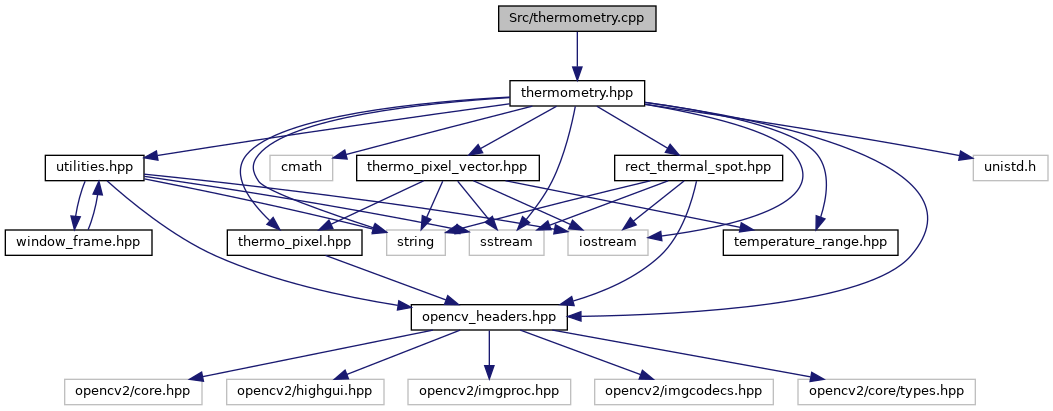 Src/thermometry.cpp
thermometry.hpp
utilities.hpp
cmath
thermo_pixel_vector.hpp
rect_thermal_spot.hpp
unistd.h
window_frame.hpp
thermo_pixel.hpp
string
sstream
iostream
temperature_range.hpp
opencv_headers.hpp
opencv2/core.hpp
opencv2/highgui.hpp
opencv2/imgproc.hpp
opencv2/imgcodecs.hpp
opencv2/core/types.hpp